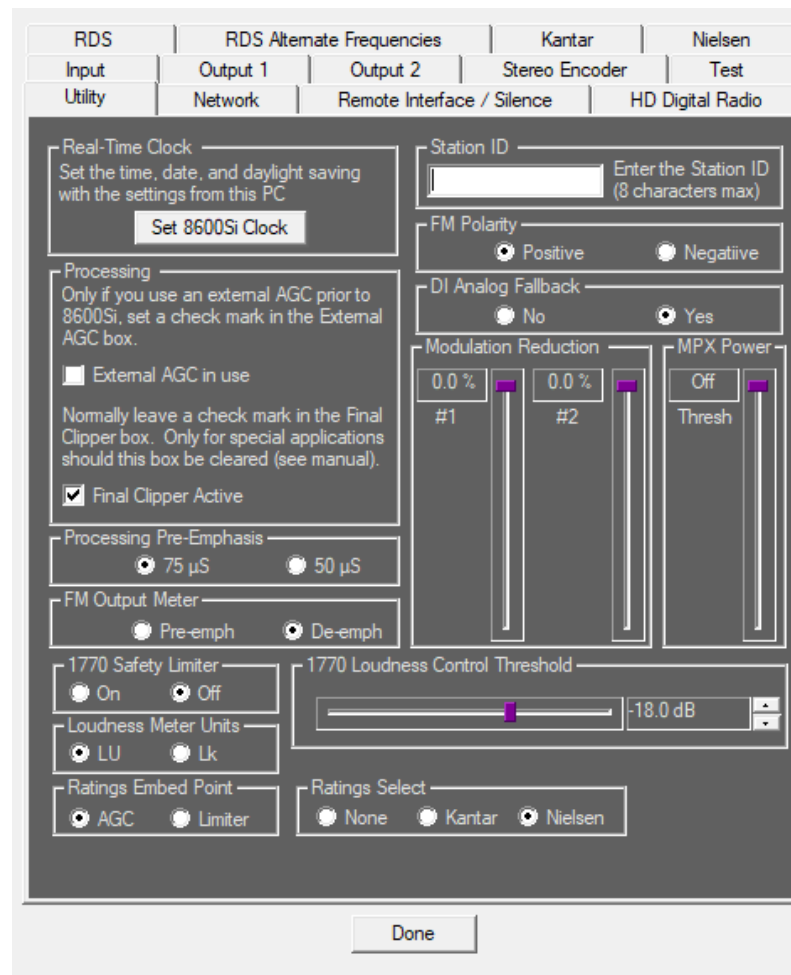 RDS
RDS Alternate Frequencies
Kantar
Nielsen
Input
Output 1
Output 2
Stereo Encoder
Test
Utility
Network
Remote Interface / Silence
HD Digital Radio
Real-Time Clock
Set the time, date, and daylight saving
with the settings from this PC
Set 8600Si Clock
Station ID
Enter the Station ID
(8 characters max)
FM Polarity
Positive
Negatiive
Processing
Only if you use an external AGC prior to
8600Si, set a check mark in the External
AGC box.
External AGC in use
Normally leave a check mark in the Final
Clipper box. Only for special applications
should this box be cleared (see manual).
Final Clipper Active
DI Analog Fallback
No
Yes
Modulation Reduction
0.0 %
0.0 %
#1
#2
MPX Power
Off
Thresh
Processing Pre-Emphasis
75 µS
50 µS
FM Output Meter
Pre-emph
De-emph
1770 Safety Limiter
On
Off
1770 Loudness Control Threshold
-18.0 dB
Loudness Meter Units
LU
Lk
Ratings Embed Point
AGC
Limiter
Ratings Select
None
Kantar
Nielsen
Done